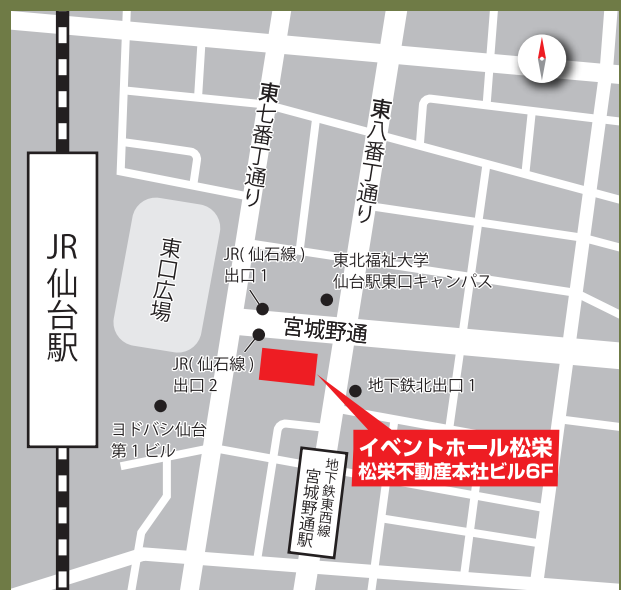 東七番丁通り
東八番丁通り
JR仙台駅
東口広場
JR(仙石線)
出口1
東北福祉大学
仙台駅東口キャンパス
宮城野通
JR(仙石線)
出口2
地下鉄北出口1
ヨドバシ仙台
第1ビル
イベントホール松栄
松栄不動産本社ビル6F
地下鉄東西線
宮城野通駅